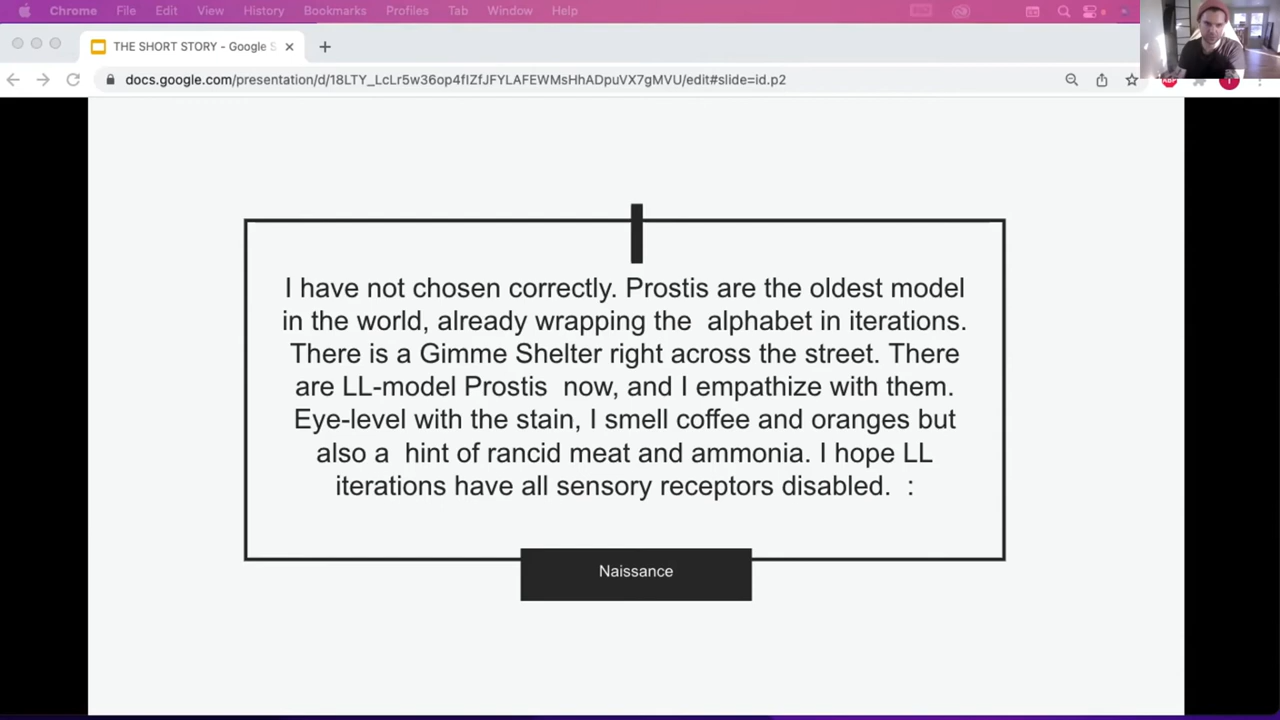 Chrome File Edit View History Bookmarks Profiles Tab Window Help
THE SHORT STORY - Google S
docs.google.com/presentation/d/18LTY_LcLr5w36op4fIZfJFYLAFEWMsHhADpuVX7gMVU/edit#slide=id.p2
I have not chosen correctly. Prostis are the oldest model
in the world, already wrapping the  alphabet in iterations.
There is a Gimme Shelter right across the street. There
are LL-model Prostis  now, and I empathize with them.
Eye-level with the stain, I smell coffee and oranges but
also a  hint of rancid meat and ammonia. I hope LL
iterations have all sensory receptors disabled.  :
Naissance